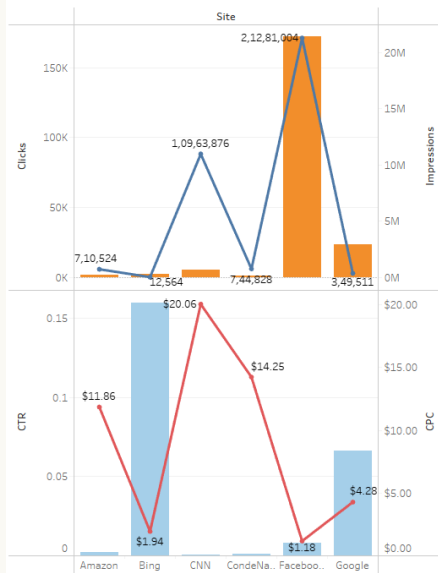 Site
150K
100K
50K
0K
Clicks
20M
15M
10M
5M
0M
Impressions
7,10,524
12,564
1,09,63,876
7,44,828
2,12,81,004
3,49,511
0.15
0.1
0.05
0
CTR
$20.00
$15.00
$10.00
$5.00
$0.00
CPC
$11.86
$1.94
$20.06
$14.25
$1.18
$4.28
Amazon Bing CNN CondeNa.. Faceboo.. Google